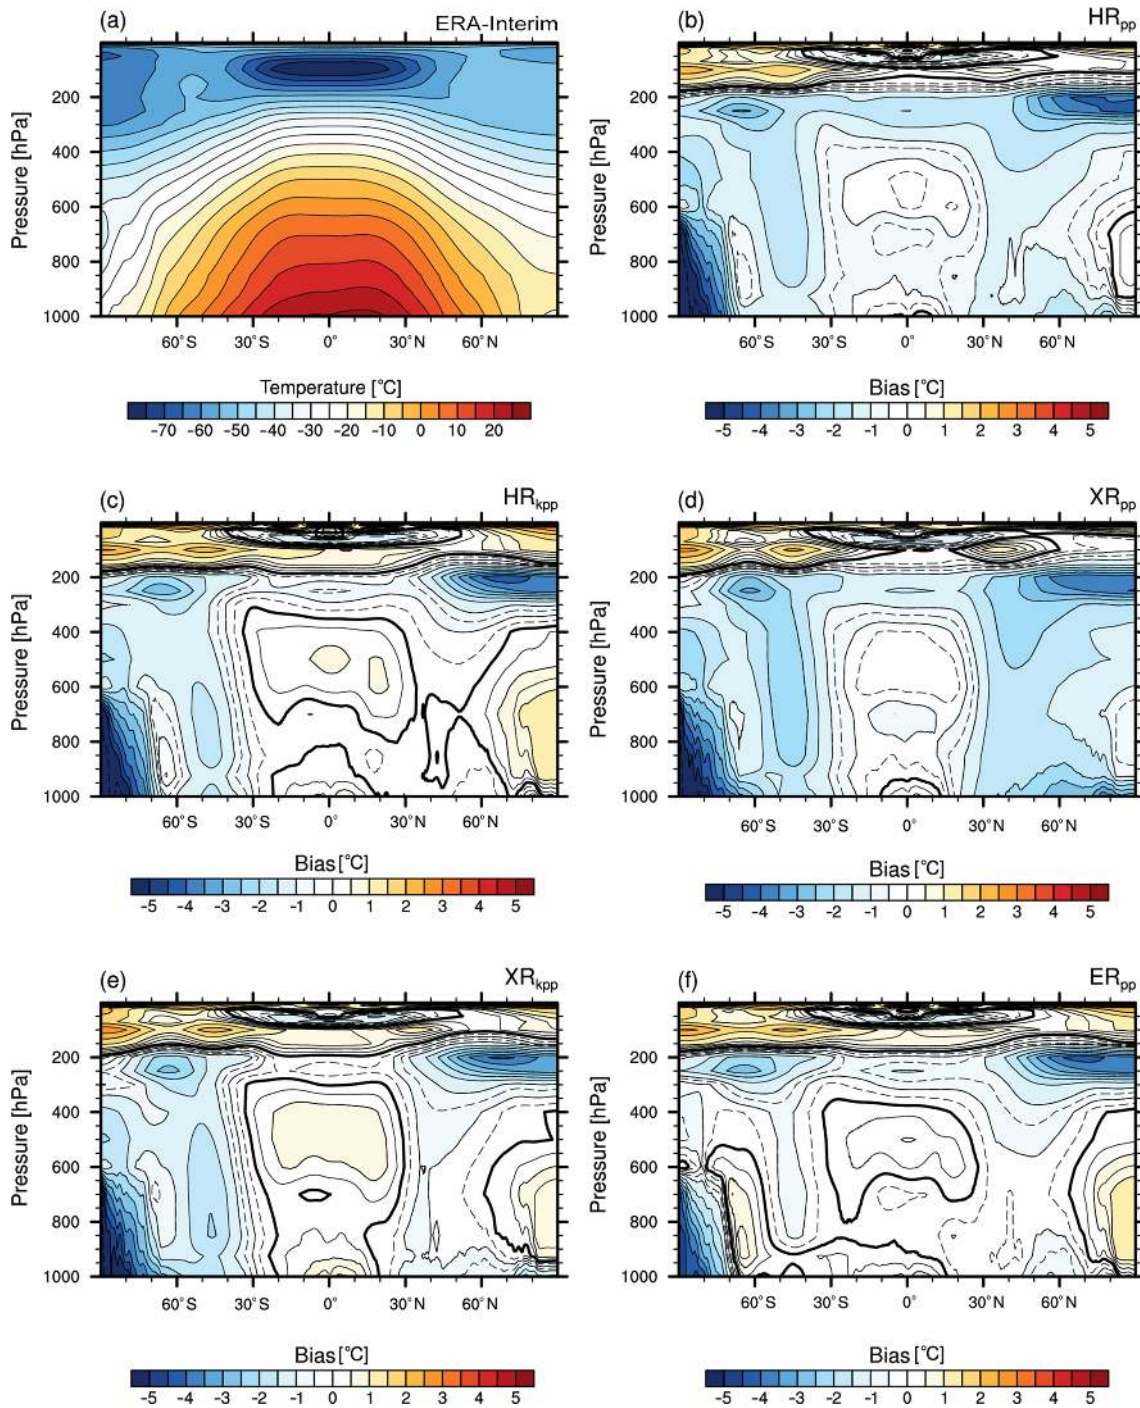 (a) ERA-Interim
Pressure [hPa]
200
400
600
800
1000
60°S 30°S 0° 30°N 60°N
Temperature [°C]
-70 -60 -50 -40 -30 -20 -10 0 10 20
(b) HRpp
Pressure [hPa]
200
400
600
800
1000
60°S 30°S 0° 30°N 60°N
Bias [°C]
-5 -4 -3 -2 -1 0 1 2 3 4 5
(c) HRkpp
Pressure [hPa]
200
400
600
800
1000
60°S 30°S 0° 30°N 60°N
Bias [°C]
-5 -4 -3 -2 -1 0 1 2 3 4 5
(d) XRpp
Pressure [hPa]
200
400
600
800
1000
60°S 30°S 0° 30°N 60°N
Bias [°C]
-5 -4 -3 -2 -1 0 1 2 3 4 5
(e) XRkpp
Pressure [hPa]
200
400
600
800
1000
60°S 30°S 0° 30°N 60°N
Bias [°C]
-5 -4 -3 -2 -1 0 1 2 3 4 5
(f) ERpp
Pressure [hPa]
200
400
600
800
1000
60°S 30°S 0° 30°N 60°N
Bias [°C]
-5 -4 -3 -2 -1 0 1 2 3 4 5